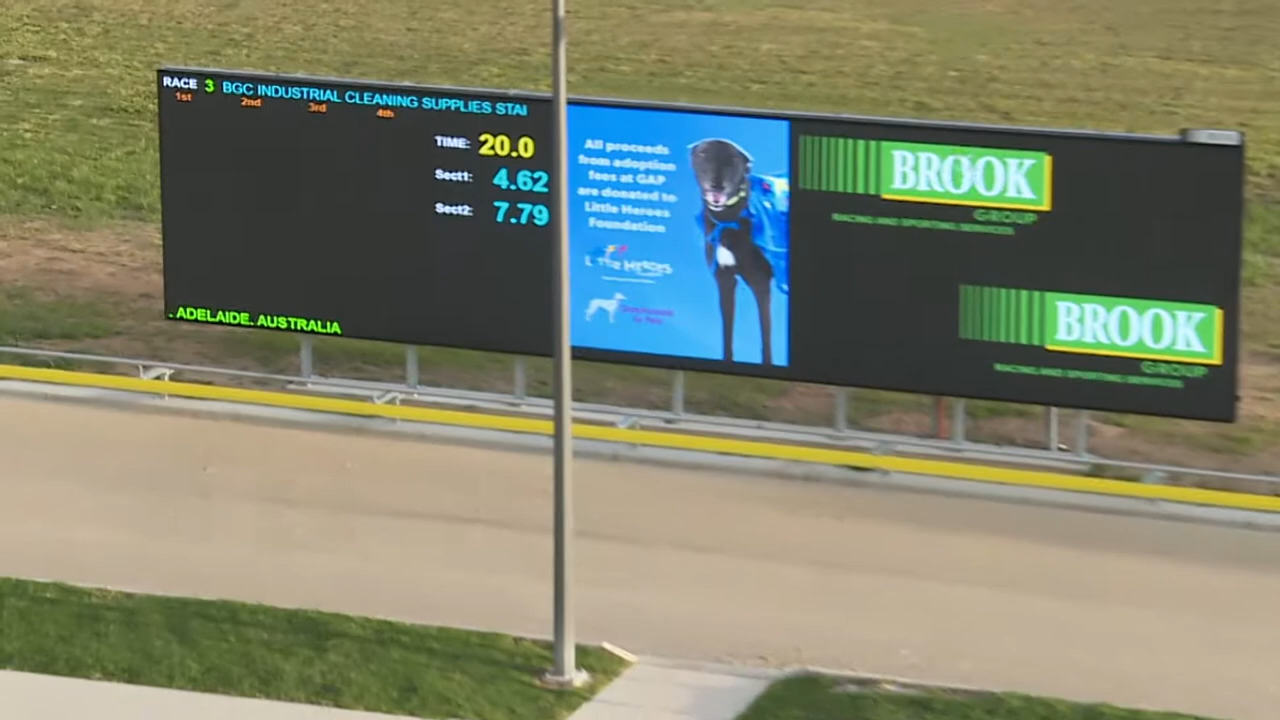 RACE 3 BGC INDUSTRIAL CLEANING SUPPLIES STAI
1st 2nd 3rd 4th
TIME: 20.0
Sect1: 4.62
Sect2: 7.79
. ADELAIDE. AUSTRALIA
All proceeds
from adoption
fees at GAP
are donated to
Little Heroes
Foundation
Little Heroes
BROOK
GROUP
RACING AND SPORTING SERVICES
BROOK
GROUP
RACING AND SPORTING SERVICES